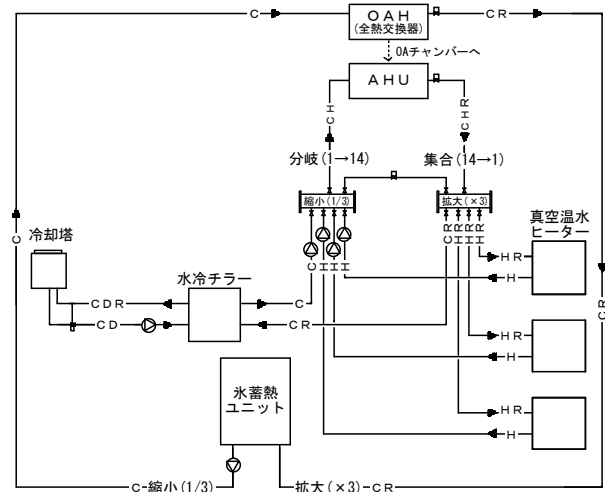 C
OAH
(全熱交換器)
CR
OAチャンバーへ
AHU
CH
CHR
分岐(1→14)
集合(14→1)
縮小(1/3)
拡大(×3)
真空温水
ヒーター
冷却塔
水冷チラー
C
H
H
H
CR
HR
HR
HR
HR
H
C
CDR
C
CD
CR
CR
HR
H
氷蓄熱
ユニット
HR
H
C
縮小(1/3)
拡大(×3)
CR